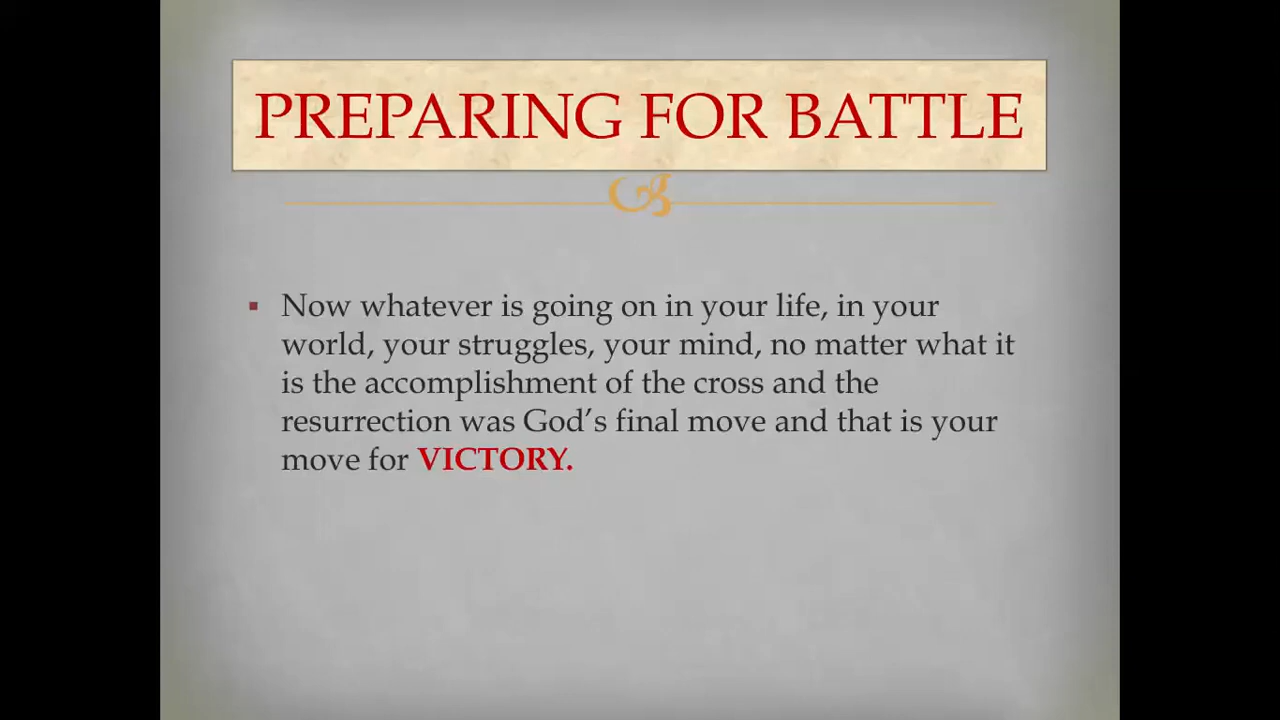 PREPARING FOR BATTLE
Now whatever is going on in your life, in your
world, your struggles, your mind, no matter what it
is the accomplishment of the cross and the
resurrection was God’s final move and that is your
move for VICTORY.